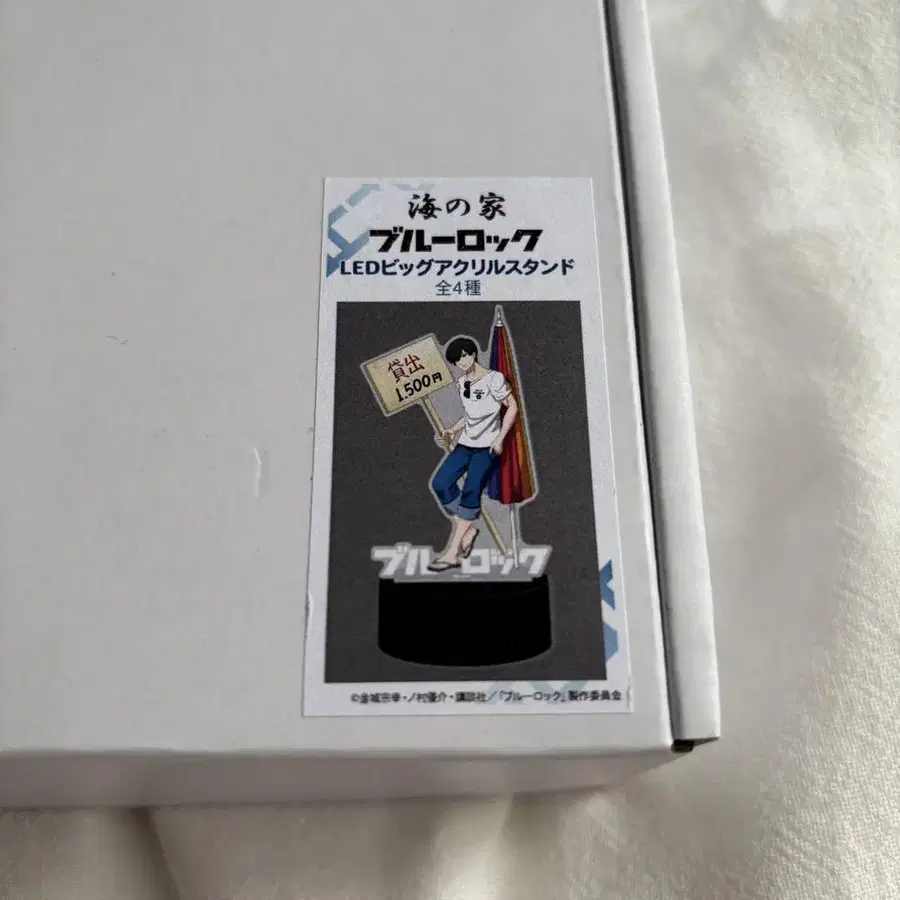 海の家
ブルーロック
LEDビッグアクリルスタンド
全4種
貸出
1,500円
ブルーロック
©金城宗幸・ノ村優介・講談社/「ブルーロック」製作委員会